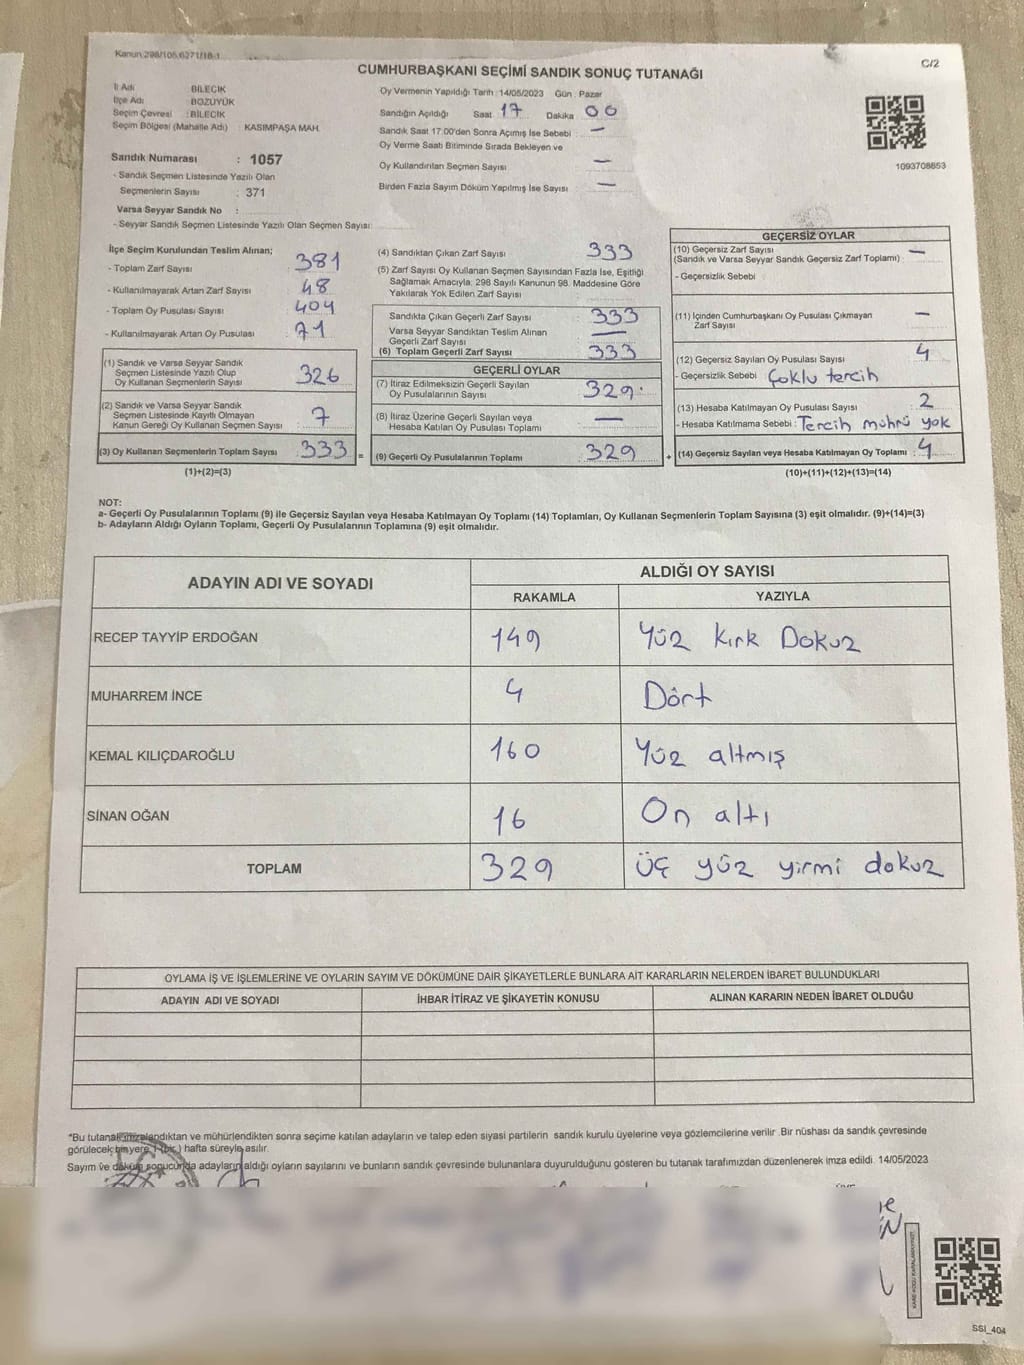 Kanun 298/105,6271/18-1
CUMHURBAŞKANI SEÇİMİ SANDIK SONUÇ TUTANAĞI
C/2
İl Adı BİLECİK
İlçe Adı BOZÜYÜK
Seçim Çevresi : BİLECİK
Seçim Bölgesi (Mahalle Adı) : KASIMPAŞA MAH.
Sandık Numarası : 1057
- Sandık Seçmen Listesinde Yazılı Olan
Seçmenlerin Sayısı : 371
Varsa Seyyar Sandık No :
- Seyyar Sandık Seçmen Listesinde Yazılı Olan Seçmen Sayısı:
Oy Vermenin Yapıldığı Tarih : 14/05/2023 Gün : Pazar
Sandığın Açıldığı Saat 17 Dakika 00
Sandık Saat 17:00'den Sonra Açımış İse Sebebi : —
Oy Verme Saati Bitiminde Sırada Bekleyen ve
Oy Kullandırılan Seçmen Sayısı —
Birden Fazla Sayım Döküm Yapılmış İse Sayısı —
1093708853
İlçe Seçim Kurulundan Teslim Alınan;
- Toplam Zarf Sayısı 381
- Kullanılmayarak Artan Zarf Sayısı 48
- Toplam Oy Pusulası Sayısı 404
- Kullanılmayarak Artan Oy Pusulası 71
(1) Sandık ve Varsa Seyyar Sandık
Seçmen Listesinde Yazılı Olup
Oy Kullanan Seçmenlerin Sayısı 326
(2) Sandık ve Varsa Seyyar Sandık
Seçmen Listesinde Kayıtlı Olmayan
Kanun Gereği Oy Kullanan Seçmen Sayısı 7
(3) Oy Kullanan Seçmenlerin Toplam Sayısı 333 =
(1)+(2)=(3)
(4) Sandıktan Çıkan Zarf Sayısı 333
(5) Zarf Sayısı Oy Kullanan Seçmen Sayısından Fazla İse, Eşitliği
Sağlamak Amacıyla; 298 Sayılı Kanunun 98. Maddesine Göre
Yakılarak Yok Edilen Zarf Sayısı
Sandıkta Çıkan Geçerli Zarf Sayısı 333
Varsa Seyyar Sandıktan Teslim Alınan
Geçerli Zarf Sayısı —
(6) Toplam Geçerli Zarf Sayısı 333
GEÇERLİ OYLAR
(7) İtiraz Edilmeksizin Geçerli Sayılan
Oy Pusulalarının Sayısı 329
(8) İtiraz Üzerine Geçerli Sayılan veya
Hesaba Katılan Oy Pusulası Toplamı —
(9) Geçerli Oy Pusulalarının Toplamı 329 +
GEÇERSİZ OYLAR
(10) Geçersiz Zarf Sayısı
(Sandık ve Varsa Seyyar Sandık Geçersiz Zarf Toplamı) —
- Geçersizlik Sebebi
(11) İçinden Cumhurbaşkanı Oy Pusulası Çıkmayan
Zarf Sayısı —
(12) Geçersiz Sayılan Oy Pusulası Sayısı 4
- Geçersizlik Sebebi Çoklu tercih
(13) Hesaba Katılmayan Oy Pusulası Sayısı 2
- Hesaba Katılmama Sebebi : Tercih mührü yok
(14) Geçersiz Sayılan veya Hesaba Katılmayan Oy Toplamı : 4
(10)+(11)+(12)+(13)=(14)
NOT:
a- Geçerli Oy Pusulalarının Toplamı (9) ile Geçersiz Sayılan veya Hesaba Katılmayan Oy Toplamı (14) Toplamları, Oy Kullanan Seçmenlerin Toplam Sayısına (3) eşit olmalıdır. (9)+(14)=(3)
b- Adayların Aldığı Oyların Toplamı, Geçerli Oy Pusulalarının Toplamına (9) eşit olmalıdır.
ADAYIN ADI VE SOYADI
ALDIĞI OY SAYISI
RAKAMLA YAZIYLA
RECEP TAYYİP ERDOĞAN 149 Yüz Kırk Dokuz
MUHARREM İNCE 4 Dört
KEMAL KILIÇDAROĞLU 160 Yüz altmış
SİNAN OĞAN 16 On altı
TOPLAM 329 üç yüz yirmi dokuz
OYLAMA İŞ VE İŞLEMLERİNE VE OYLARIN SAYIM VE DÖKÜMÜNE DAİR ŞİKAYETLERLE BUNLARA AİT KARARLARIN NELERDEN İBARET BULUNDUKLARI
ADAYIN ADI VE SOYADI İHBAR İTİRAZ VE ŞİKAYETİN KONUSU ALINAN KARARIN NEDEN İBARET OLDUĞU
*Bu tutanak imzalandıktan ve mühürlendikten sonra seçime katılan adayların ve talep eden siyasi partilerin sandık kurulu üyelerine veya gözlemcilerine verilir .Bir nüshası da sandık çevresinde
görülecek bir yere 1 (bir) hafta süreyle asılır.
Sayım ve döküm sonucunda adayların aldığı oyların sayılarını ve bunların sandık çevresinde bulunanlara duyurulduğunu gösteren bu tutanak tarafımızdan düzenlenerek imza edildi. 14/05/2023
SSI_404